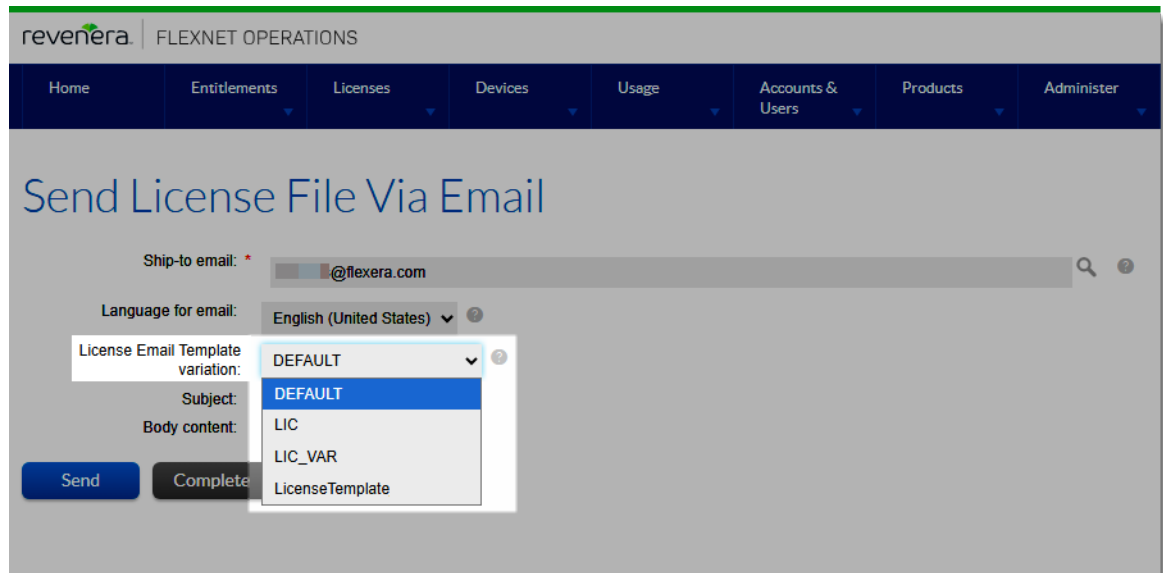 revenera. FLEXNET OPERATIONS
Home Entitlements Licenses Devices Usage Accounts & Users Products Administer
Send License File Via Email
Ship-to email: * @flexera.com
Language for email: English (United States)
License Email Template variation: DEFAULT
DEFAULT
Subject:
LIC
Body content:
LIC_VAR
Send Complete
LicenseTemplate